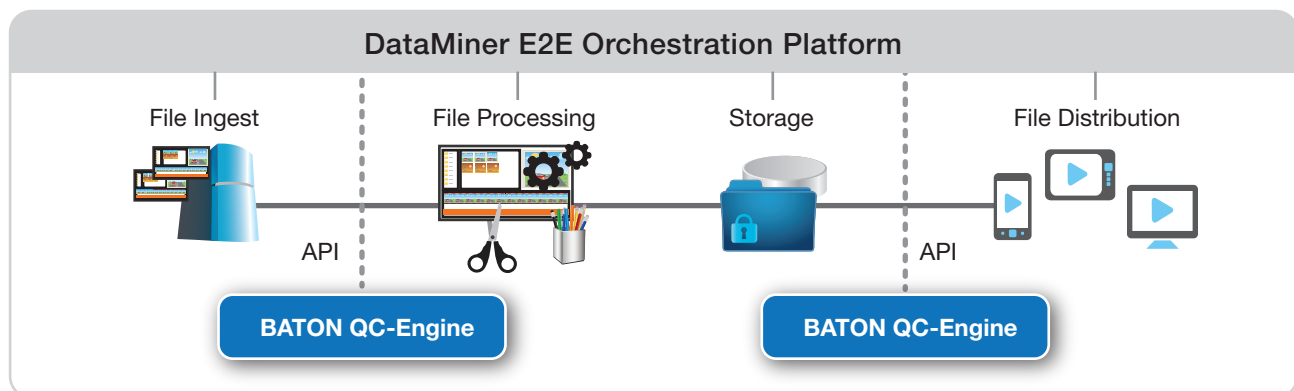 DataMiner E2E Orchestration Platform
File Ingest
File Processing
Storage
File Distribution
API
API
BATON QC-Engine
BATON QC-Engine